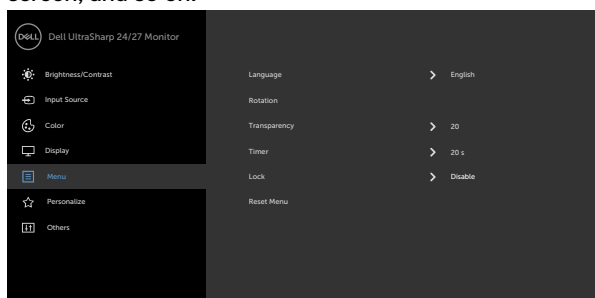 DELL Dell UltraSharp 24/27 Monitor
Brightness/Contrast Language English
Input Source Rotation
Color Transparency 20
Display Timer 20 s
Menu Lock Disable
Personalize Reset Menu
Others